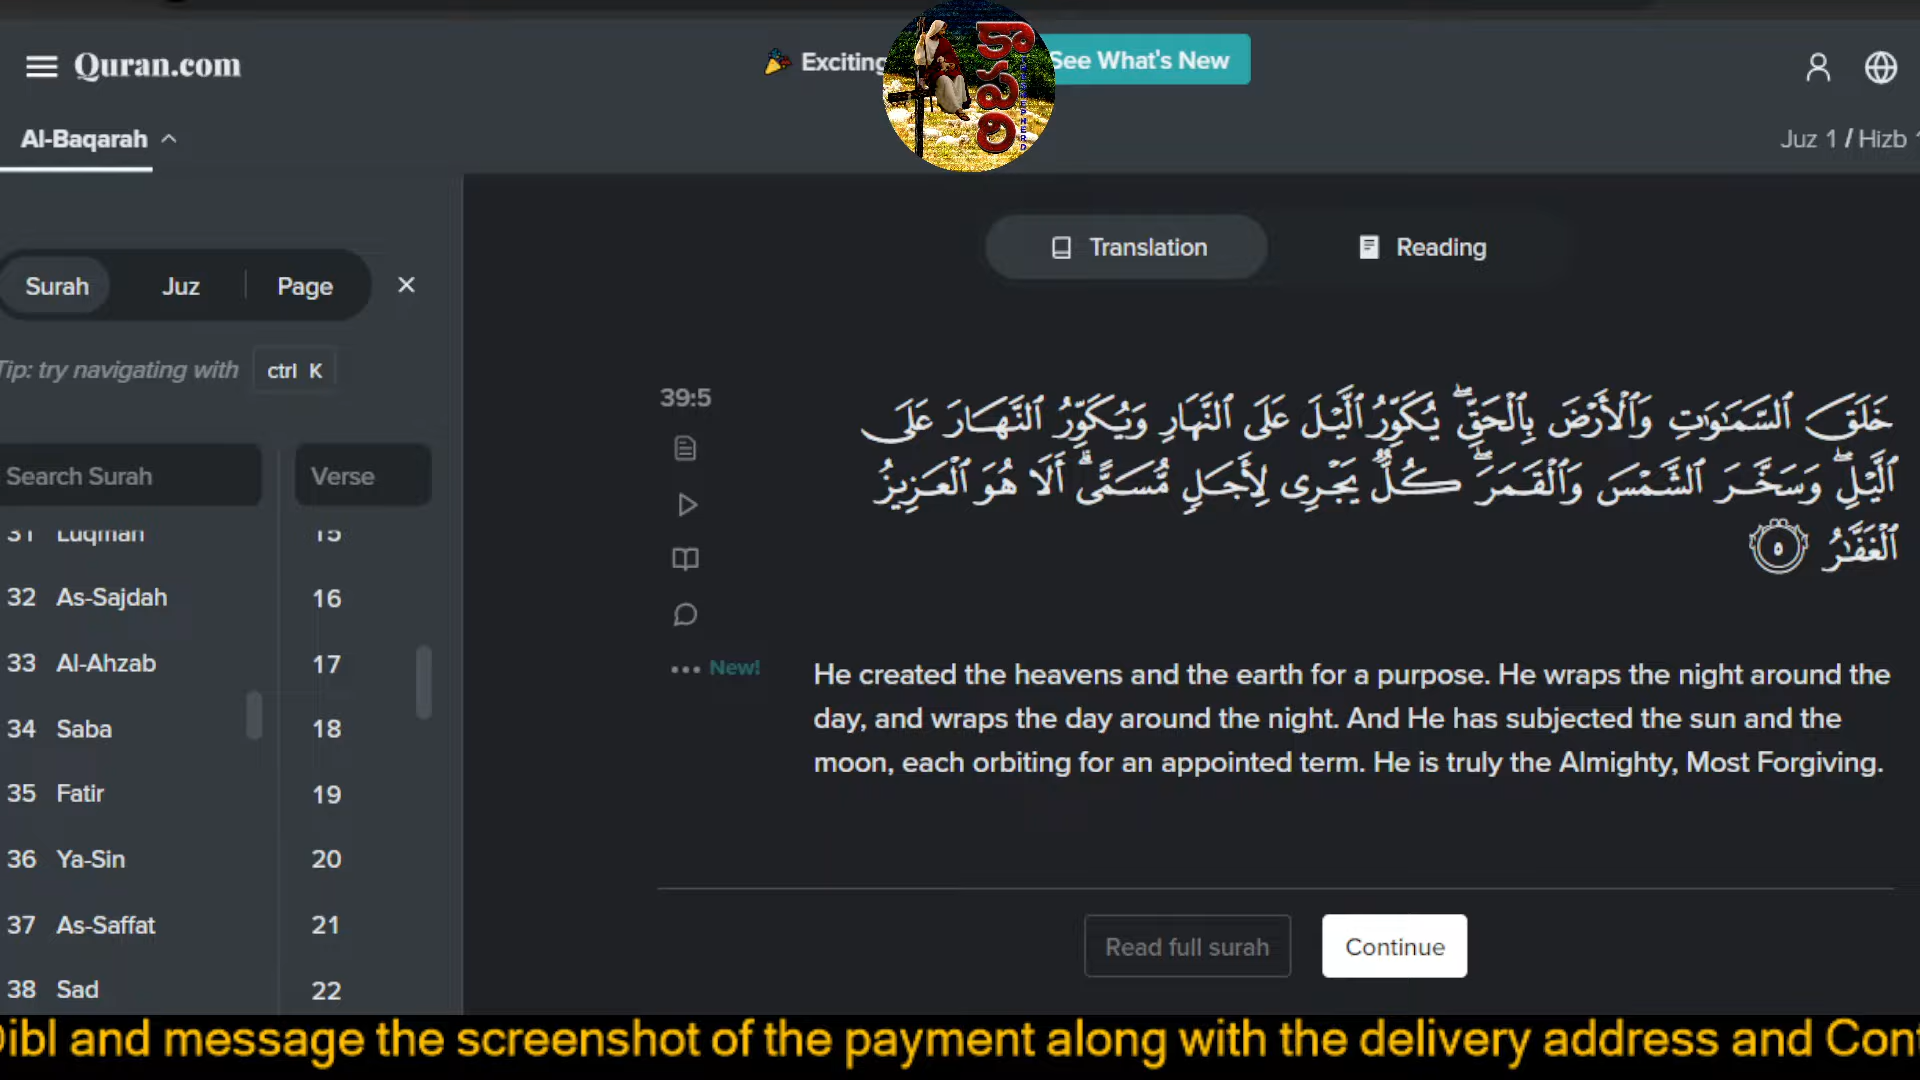 Quran.com
Exciting
See What's New
Al-Baqarah
Juz 1 / Hizb 1
Translation
Reading
Surah
Juz
Page
Tip: try navigating with
ctrl K
Search Surah
Verse
31 Luqman
15
32 As-Sajdah
16
33 Al-Ahzab
17
34 Saba
18
35 Fatir
19
36 Ya-Sin
20
37 As-Saffat
21
38 Sad
22
39:5
خَلَقَ ٱلسَّمَـٰوَٰتِ وَٱلْأَرْضَ بِٱلْحَقِّ ۖ يُكَوِّرُ ٱلَّيْلَ عَلَى ٱلنَّهَارِ وَيُكَوِّرُ ٱلنَّهَارَ عَلَى
ٱلَّيْلِ ۖ وَسَخَّرَ ٱلشَّمْسَ وَٱلْقَمَرَ ۖ كُلٌّۭ يَجْرِى لِأَجَلٍۢ مُّسَمًّى ۗ أَلَا هُوَ ٱلْعَزِيزُ
ٱلْغَفَّـٰرُ ٥
New!
He created the heavens and the earth for a purpose. He wraps the night around the
day, and wraps the day around the night. And He has subjected the sun and the
moon, each orbiting for an appointed term. He is truly the Almighty, Most Forgiving.
Read full surah
Continue
and message the screenshot of the payment along with the delivery address and Cont